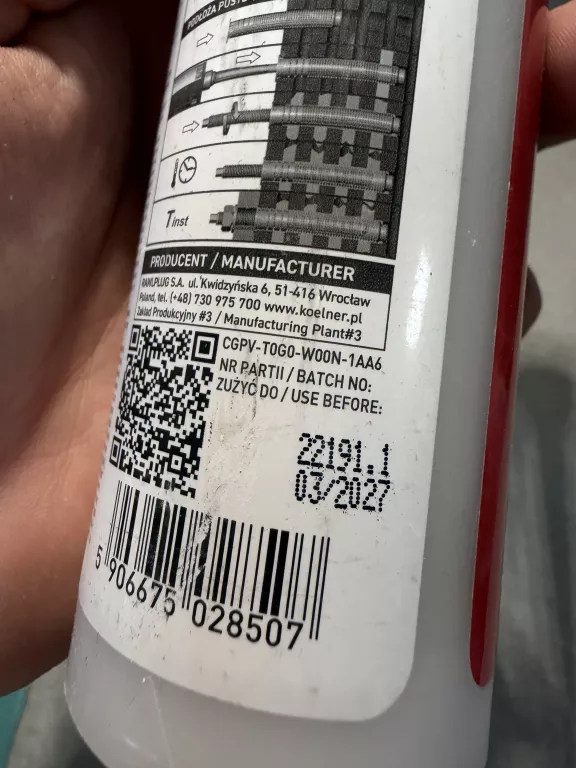 PODŁOŻA
Tinst
PRODUCENT / MANUFACTURER
RAWLPLUG S.A. ul. Kwidzyńska 6, 51-416 Wrocław
Poland, tel. (+48) 730 975 700 www.koelner.pl
Zakład Produkcyjny #3 / Manufacturing Plant#3
CGPV-T0G0-W00N-1AA6
NR PARTII / BATCH NO:
ZUŻYĆ DO / USE BEFORE:
22191.1
03/2027
5 906675 028507